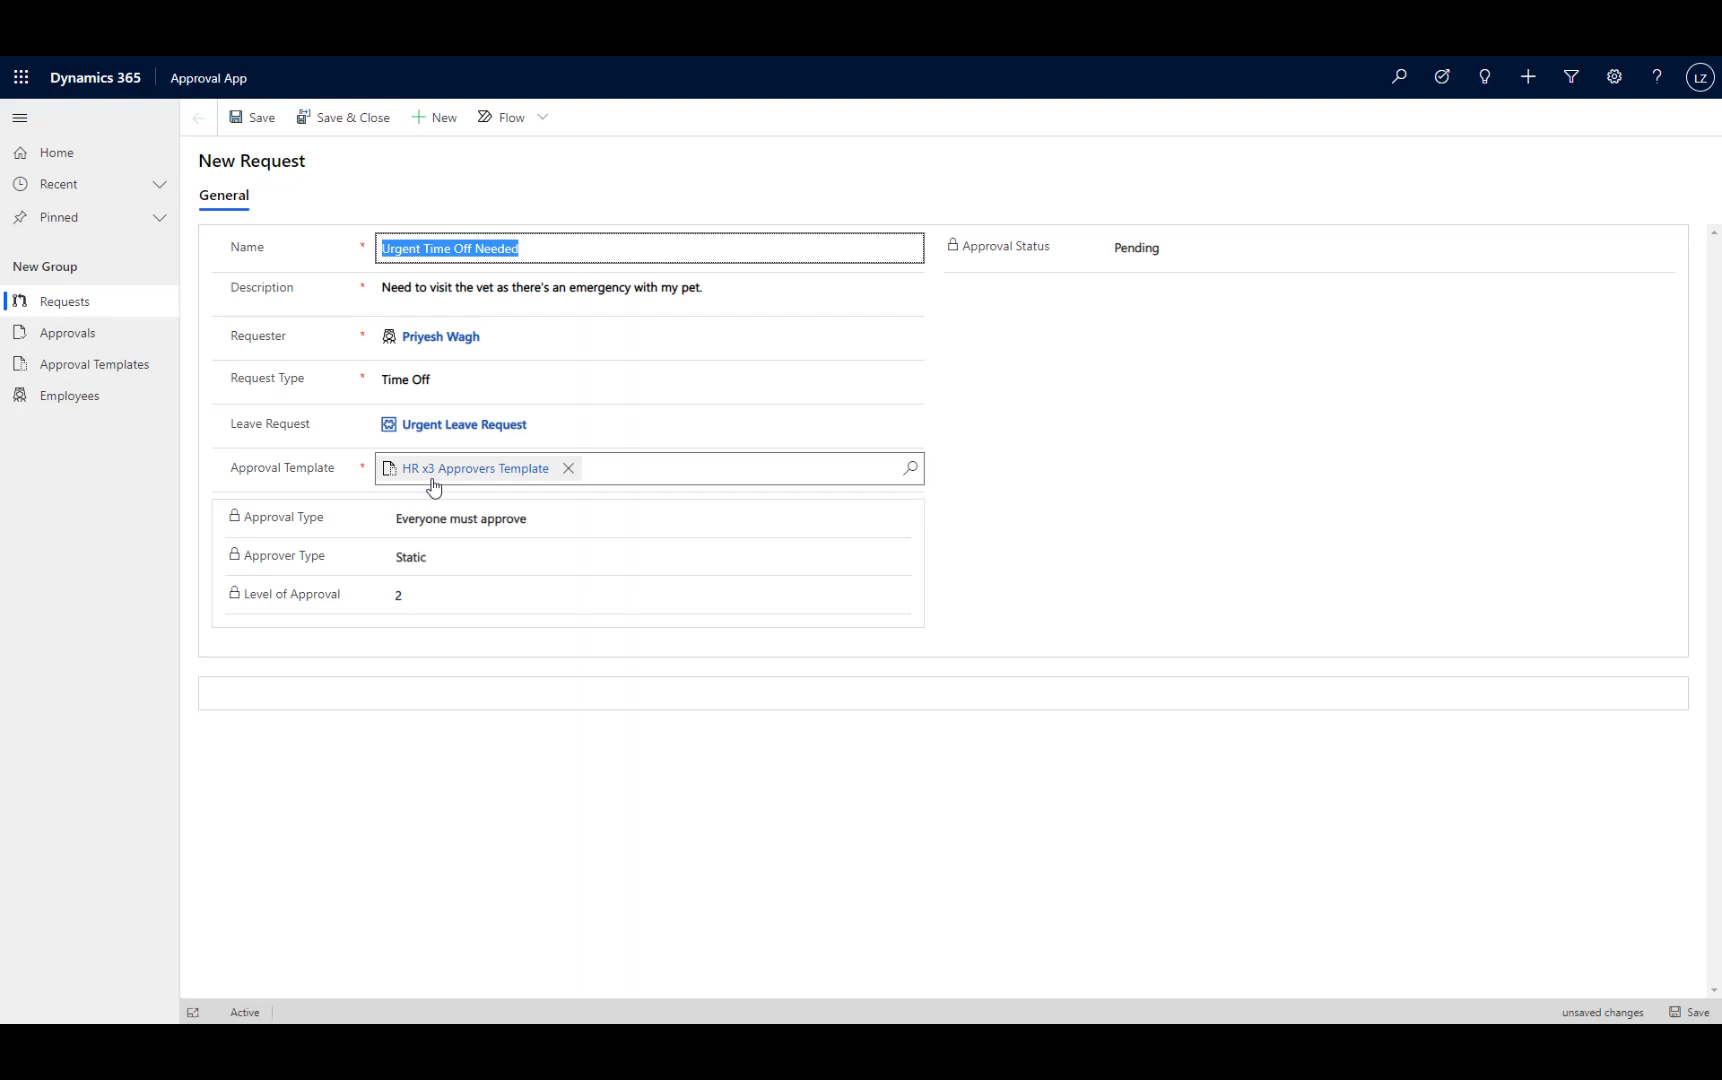 Dynamics 365 Approval App LZ
Save Save & Close New Flow
Home
Recent
Pinned
New Group
Requests
Approvals
Approval Templates
Employees
New Request
General
Name * Urgent Time Off Needed
Approval Status Pending
Description * Need to visit the vet as there's an emergency with my pet.
Requester * Priyesh Wagh
Request Type * Time Off
Leave Request Urgent Leave Request
Approval Template * HR x3 Approvers Template
Approval Type Everyone must approve
Approver Type Static
Level of Approval 2
Active unsaved changes Save